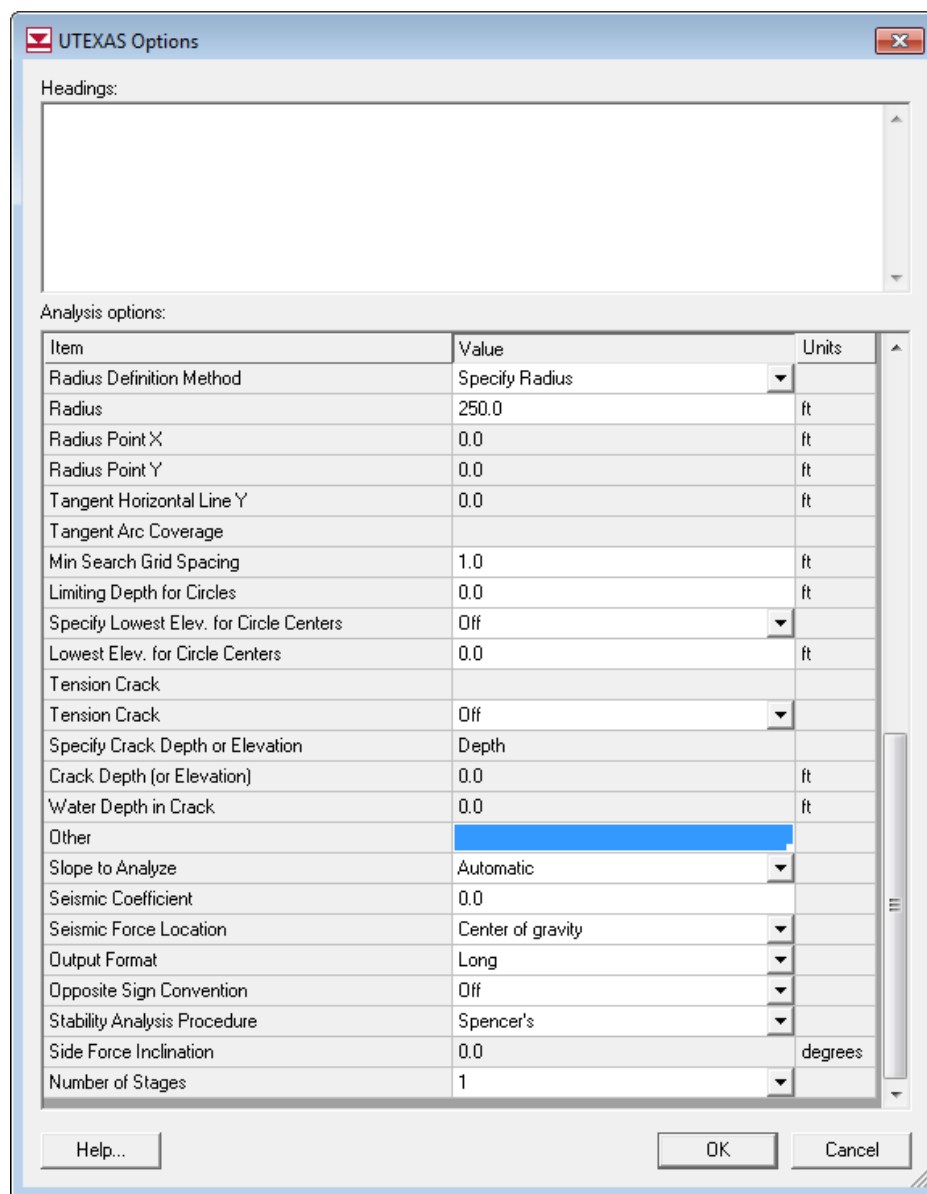 UTEXAS Options
Headings:
Analysis options:
Item Value Units
Radius Definition Method Specify Radius
Radius 250.0 ft
Radius Point X 0.0 ft
Radius Point Y 0.0 ft
Tangent Horizontal Line Y 0.0 ft
Tangent Arc Coverage
Min Search Grid Spacing 1.0 ft
Limiting Depth for Circles 0.0 ft
Specify Lowest Elev. for Circle Centers Off
Lowest Elev. for Circle Centers 0.0 ft
Tension Crack
Tension Crack Off
Specify Crack Depth or Elevation Depth
Crack Depth (or Elevation) 0.0 ft
Water Depth in Crack 0.0 ft
Other
Slope to Analyze Automatic
Seismic Coefficient 0.0
Seismic Force Location Center of gravity
Output Format Long
Opposite Sign Convention Off
Stability Analysis Procedure Spencer's
Side Force Inclination 0.0 degrees
Number of Stages 1
Help... OK Cancel